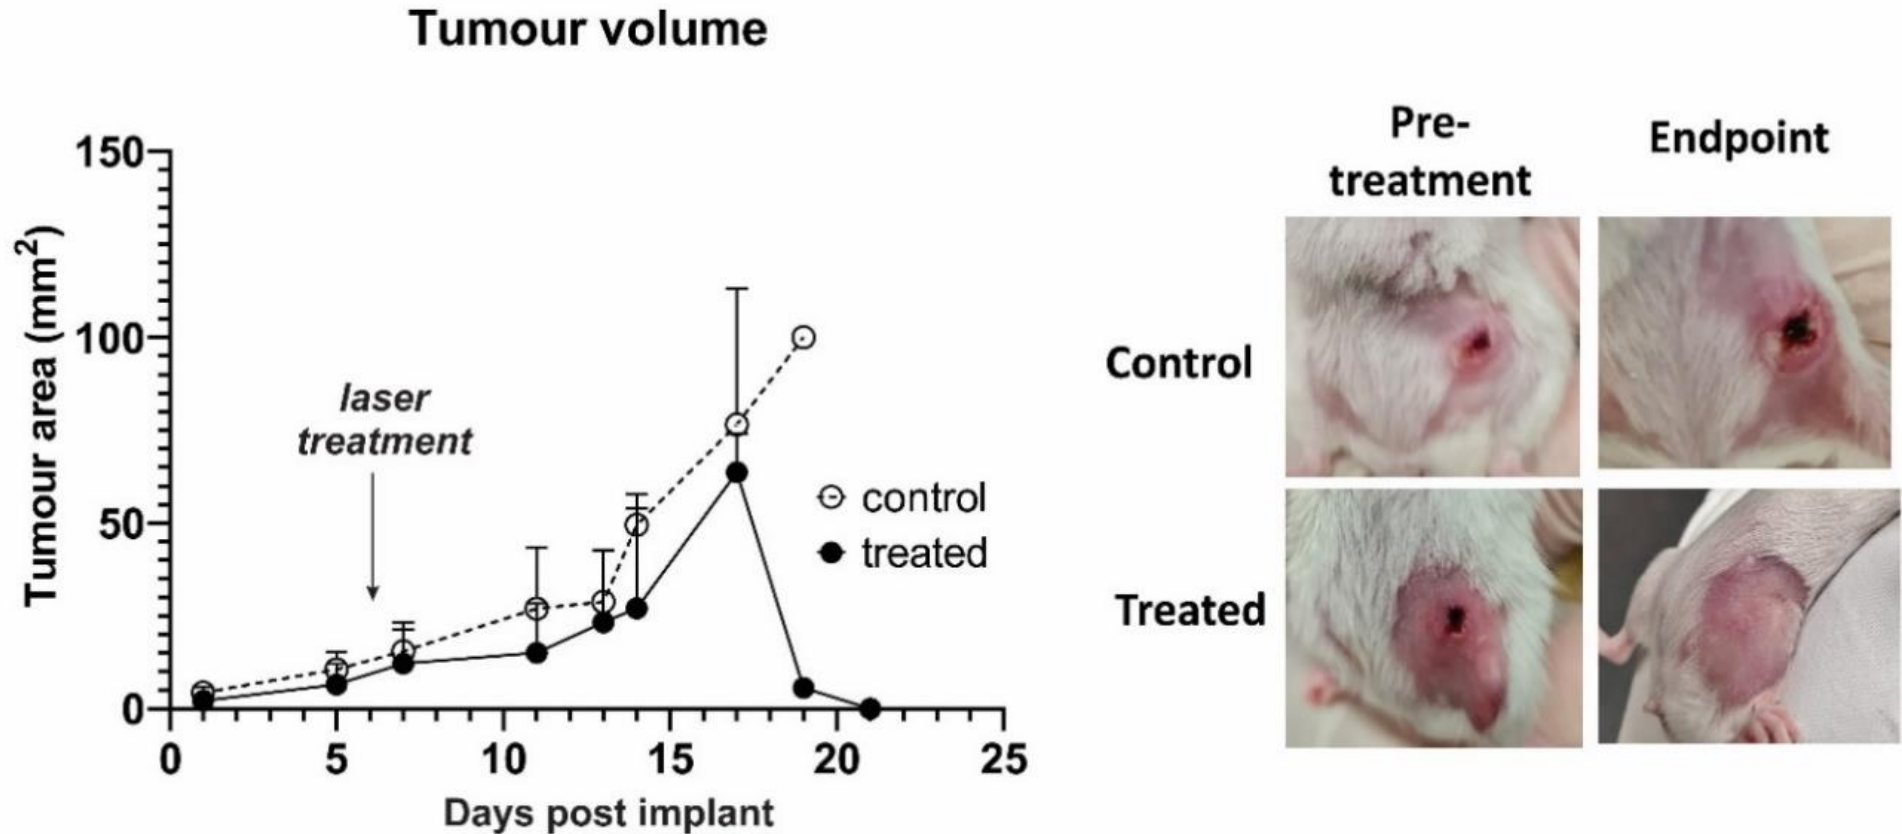 Tumour volume
Tumour area (mm²)
150
100
50
0
0 5 10 15 20 25
Days post implant
laser
treatment
control
treated
Pre-
treatment
Endpoint
Control
Treated